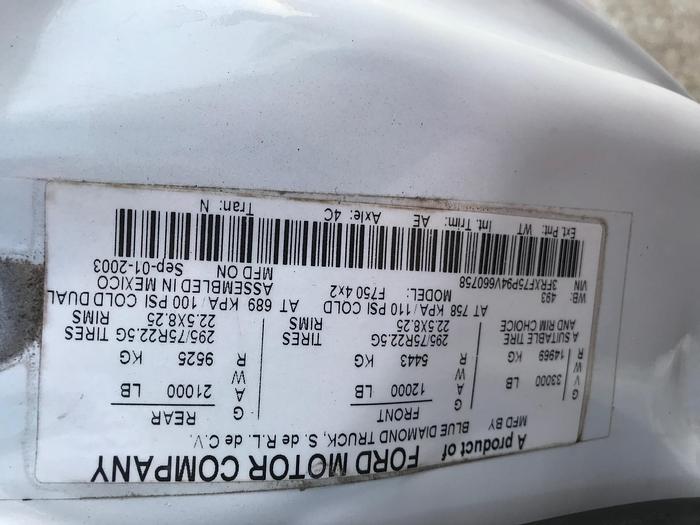 A product of
FORD MOTOR COMPANY
MFD BY BLUE DIAMOND TRUCK, S. de R.L. de C.V.
G V W R
33000 LB
14969 KG
FRONT
G A W R
12000 LB
5443 KG
REAR
21000 LB
9525 KG
A SUITABLE TIRE AND RIM CHOICE
295/75R22.5G TIRES
22.5X8.25 RIMS
AT 758 KPA/110 PSI COLD
295/75R22.5G TIRES
22.5X8.25 RIMS
AT 689 KPA/100 PSI COLD DUAL
WB: 493
MODEL: F750 4x2
ASSEMBLED IN MEXICO
VIN 3FRXF75P94V660758
MFD ON Sep-01-2003
Ext. Pnt: WT Int. Trim: AE Axle: 4C Tran: N